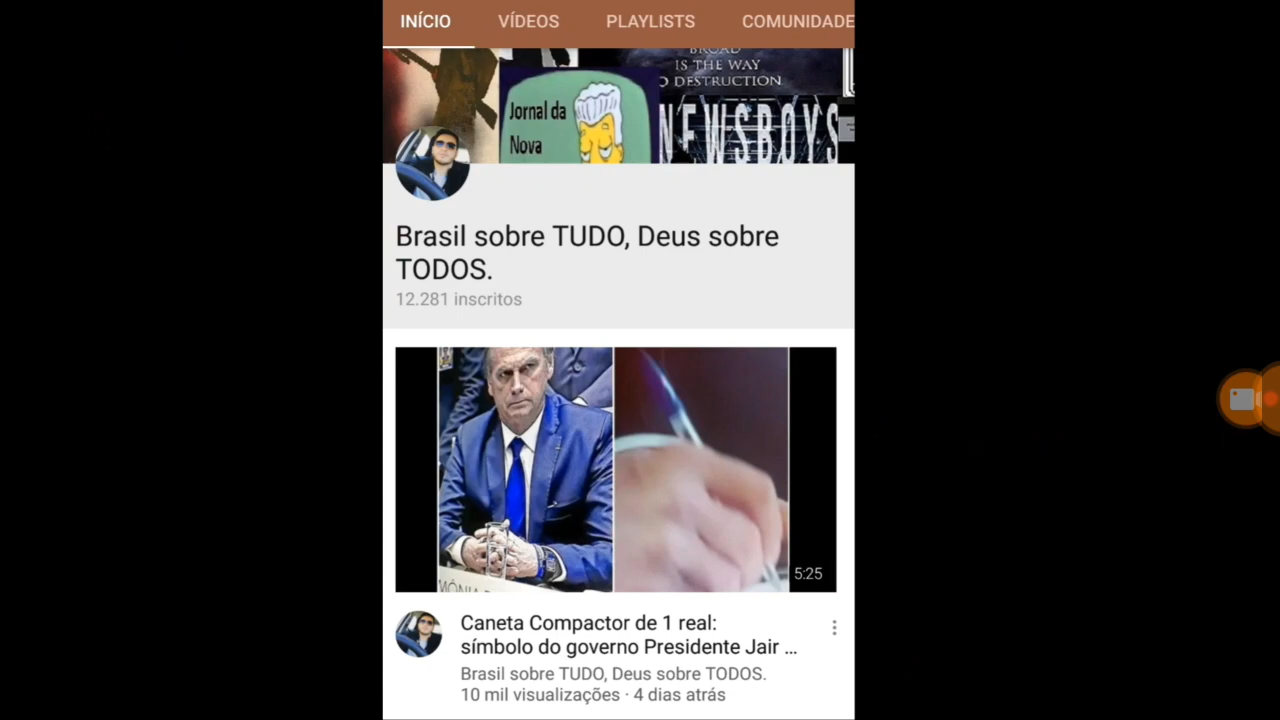 INÍCIO VÍDEOS PLAYLISTS COMUNIDADE
BROAD
IS THE WAY
O DESTRUCTION
Jornal da
Nova
NEWSBOYS
Brasil sobre TUDO, Deus sobre
TODOS.
12.281 inscritos
5:25
Caneta Compactor de 1 real:
símbolo do governo Presidente Jair ...
Brasil sobre TUDO, Deus sobre TODOS.
10 mil visualizações · 4 dias atrás